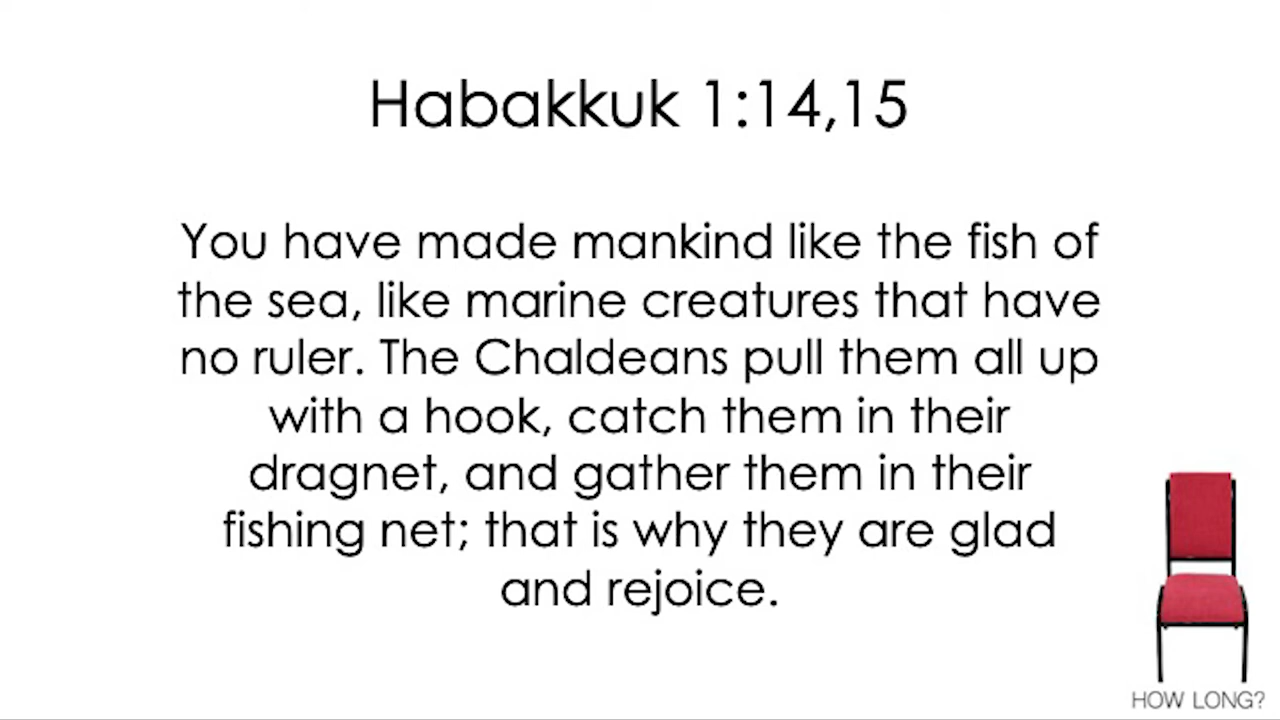 Habakkuk 1:14,15
You have made mankind like the fish of
the sea, like marine creatures that have
no ruler. The Chaldeans pull them all up
with a hook, catch them in their
dragnet, and gather them in their
fishing net; that is why they are glad
and rejoice.
HOW LONG?